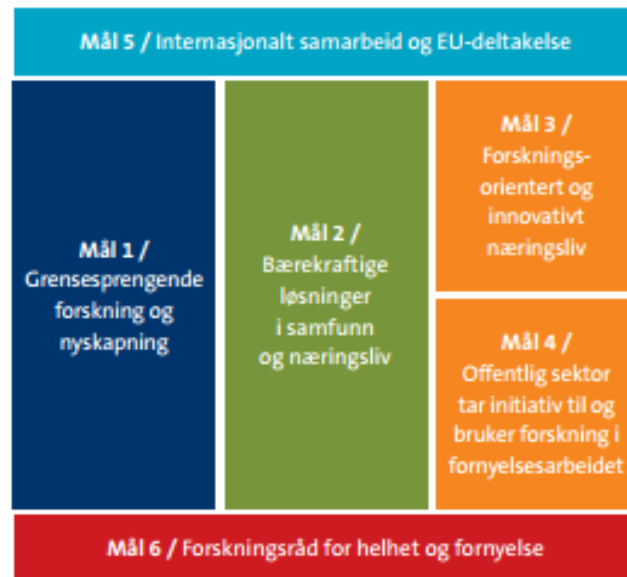 Mål 5 / Internasjonalt samarbeid og EU-deltakelse
Mål 1 /
Grensesprengende
forskning og
nyskapning
Mål 2 /
Bærekraftige
løsninger
i samfunn
og næringsliv
Mål 3 /
Forsknings-
orientert og
innovativt
næringsliv
Mål 4 /
Offentlig sektor
tar initiativ til og
bruker forskning i
fornyelsesarbeidet
Mål 6 / Forskningsråd for helhet og fornyelse